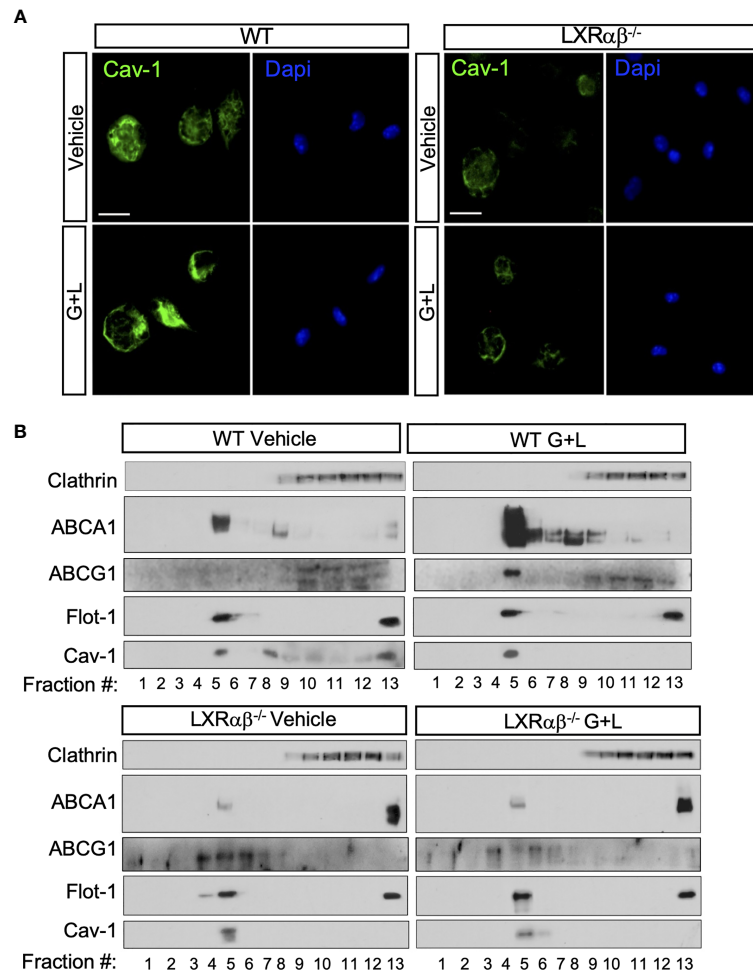 A
WT
LXRαβ-/-
Cav-1
Dapi
Cav-1
Dapi
Vehicle
Vehicle
G+L
G+L
B
WT Vehicle
WT G+L
Clathrin
ABCA1
ABCG1
Flot-1
Cav-1
Fraction #: 1 2 3 4 5 6 7 8 9 10 11 12 13 1 2 3 4 5 6 7 8 9 10 11 12 13
LXRαβ-/- Vehicle
LXRαβ-/- G+L
Clathrin
ABCA1
ABCG1
Flot-1
Cav-1
Fraction #: 1 2 3 4 5 6 7 8 9 10 11 12 13 1 2 3 4 5 6 7 8 9 10 11 12 13